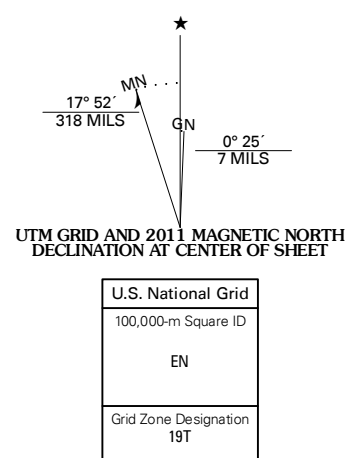 ★
MN
17° 52´
318 MILS
GN
0° 25´
7 MILS
UTM GRID AND 2011 MAGNETIC NORTH
DECLINATION AT CENTER OF SHEET
U.S. National Grid
100,000-m Square ID
EN
Grid Zone Designation
19T